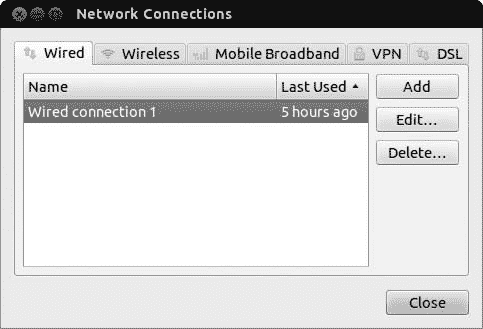 Network Connections
Wired Wireless Mobile Broadband VPN DSL
Name Last Used Add
Wired connection 1 5 hours ago
Edit...
Delete...
Close